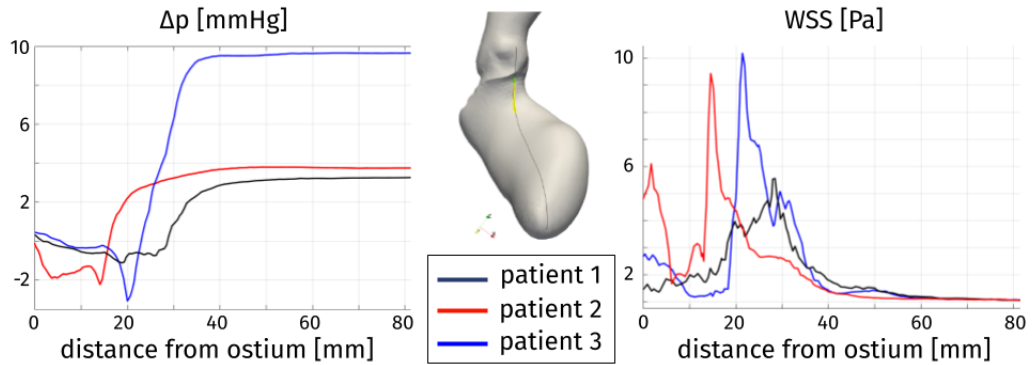 Δp [mmHg]
10
6
2
-2
0
20
40
60
80
distance from ostium [mm]
patient 1
patient 2
patient 3
WSS [Pa]
10
6
2
0
20
40
60
80
distance from ostium [mm]